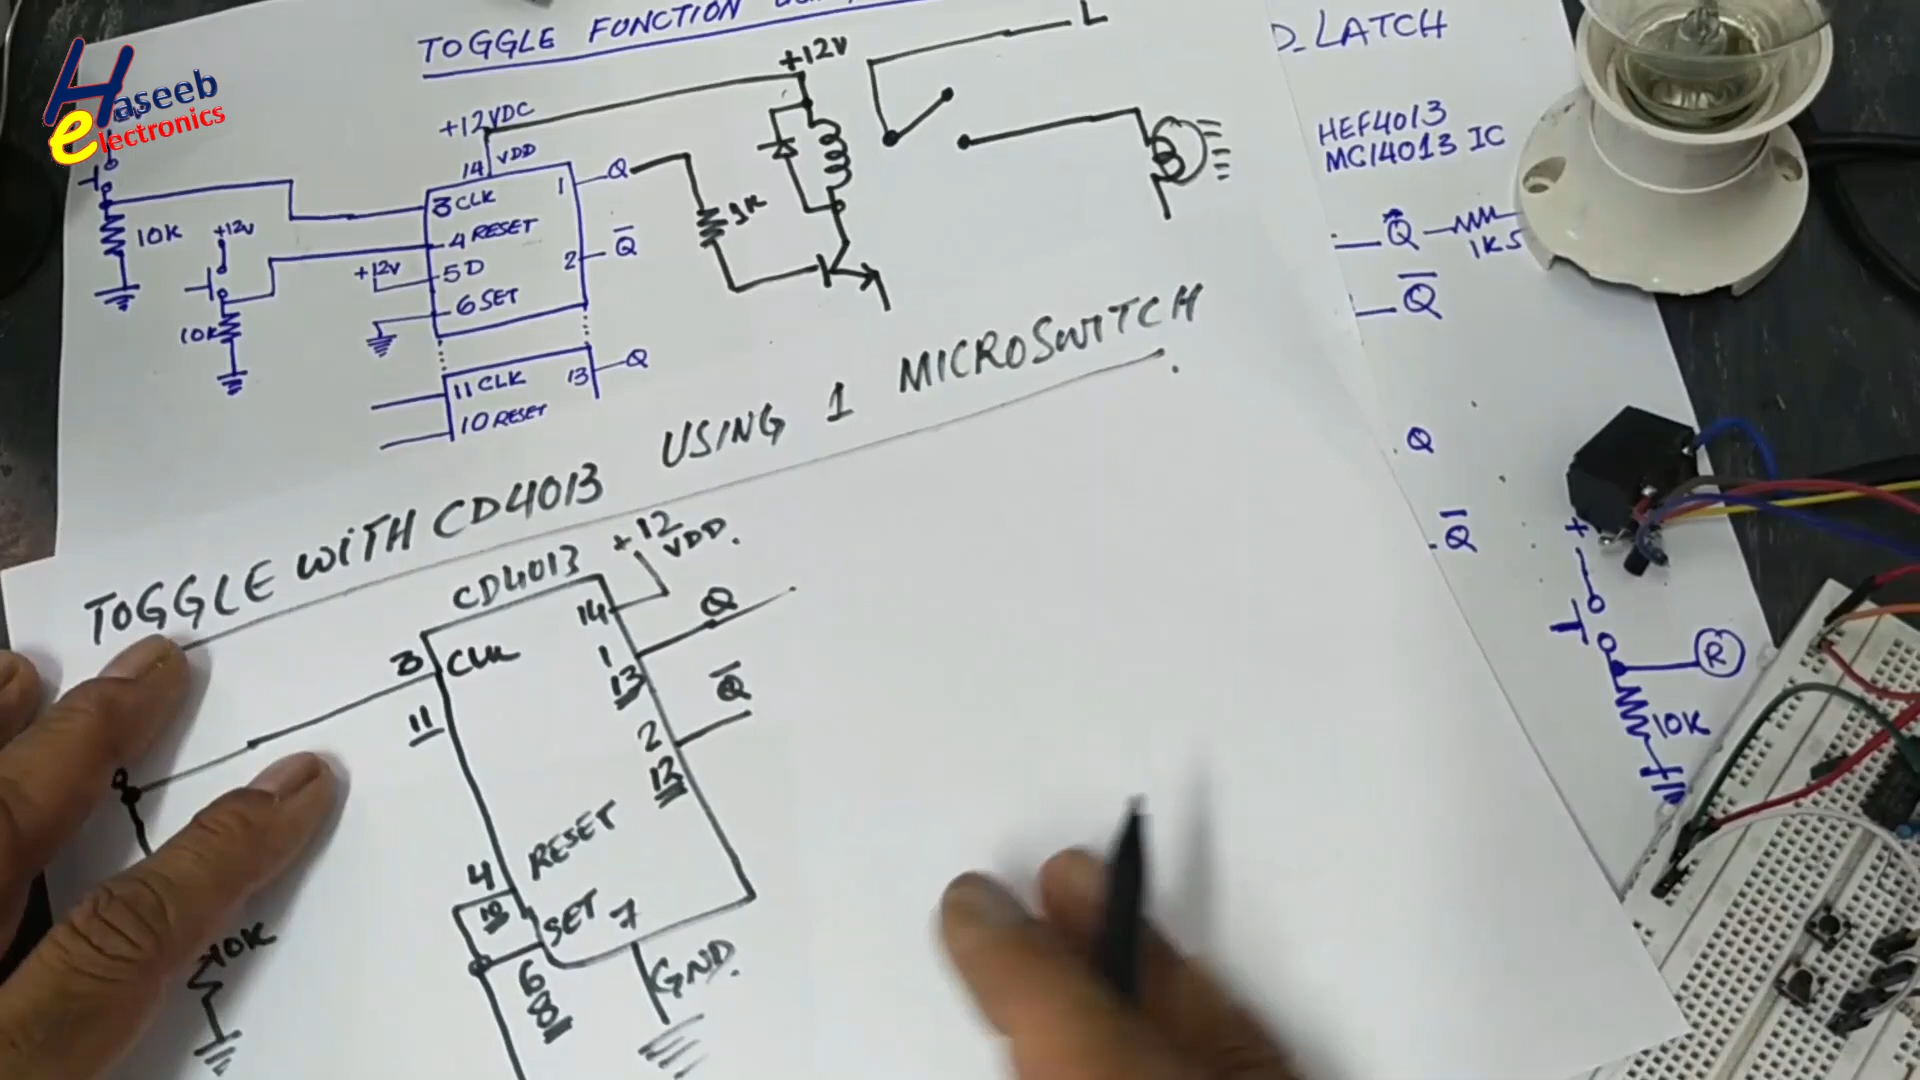 Haseeb
electronics
TOGGLE FUNCTION
+12V
L
+12VDC
14 VDD
3 CLK
4 RESET
5 D
6 SET
1 Q
2 Q̅
10K
+12V
+12V
10K
1K
11 CLK
10 RESET
13 Q
D_LATCH
HEF4013
MC14013 IC
Q
1K5
Q̅
Q
Q̅
+
R
10K
TOGGLE WITH CD4013 USING 1 MICROSWITCH
CD4013
+12
VDD.
14
3 CLK
11
1 Q
13
2 Q̅
12
4 RESET
10
SET
6
8
7
GND.
10K